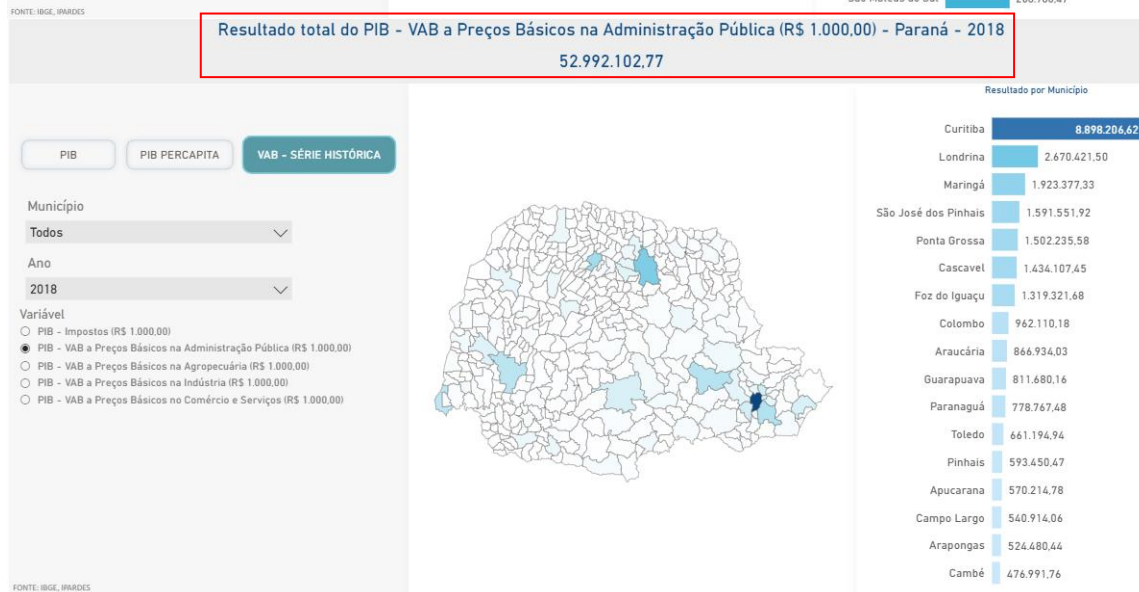 FONTE: IBGE, IPARDES
Resultado total do PIB - VAB a Preços Básicos na Administração Pública (R$ 1.000,00) - Paraná - 2018
52.992.102,77
PIB
PIB PERCAPITA
VAB - SÉRIE HISTÓRICA
Município
Todos
Ano
2018
Variável
PIB - Impostos (R$ 1.000,00)
PIB - VAB a Preços Básicos na Administração Pública (R$ 1.000,00)
PIB - VAB a Preços Básicos na Agropecuária (R$ 1.000,00)
PIB - VAB a Preços Básicos na Indústria (R$ 1.000,00)
PIB - VAB a Preços Básicos no Comércio e Serviços (R$ 1.000,00)
Resultado por Município
Curitiba 8.898.206,62
Londrina 2.670.421,50
Maringá 1.923.377,33
São José dos Pinhais 1.591.551,92
Ponta Grossa 1.502.235,58
Cascavel 1.434.107,45
Foz do Iguaçu 1.319.321,68
Colombo 962.110,18
Araucária 866.934,03
Guarapuava 811.680,16
Paranaguá 778.767,48
Toledo 661.194,94
Pinhais 593.450,47
Apucarana 570.214,78
Campo Largo 540.914,06
Arapongas 524.480,44
Cambé 476.991,76
FONTE: IBGE, IPARDES